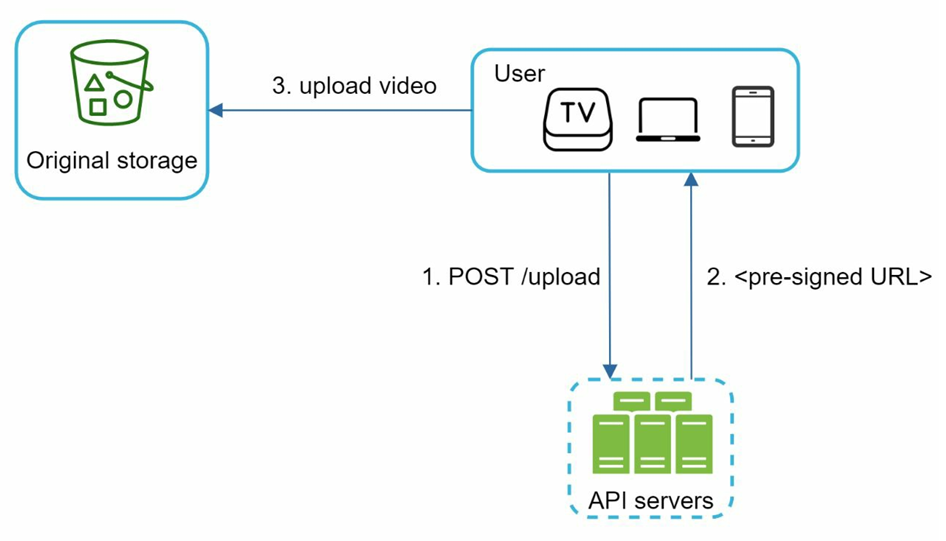 User
TV
3. upload video
Original storage
1. POST /upload
2. <pre-signed URL>
API servers